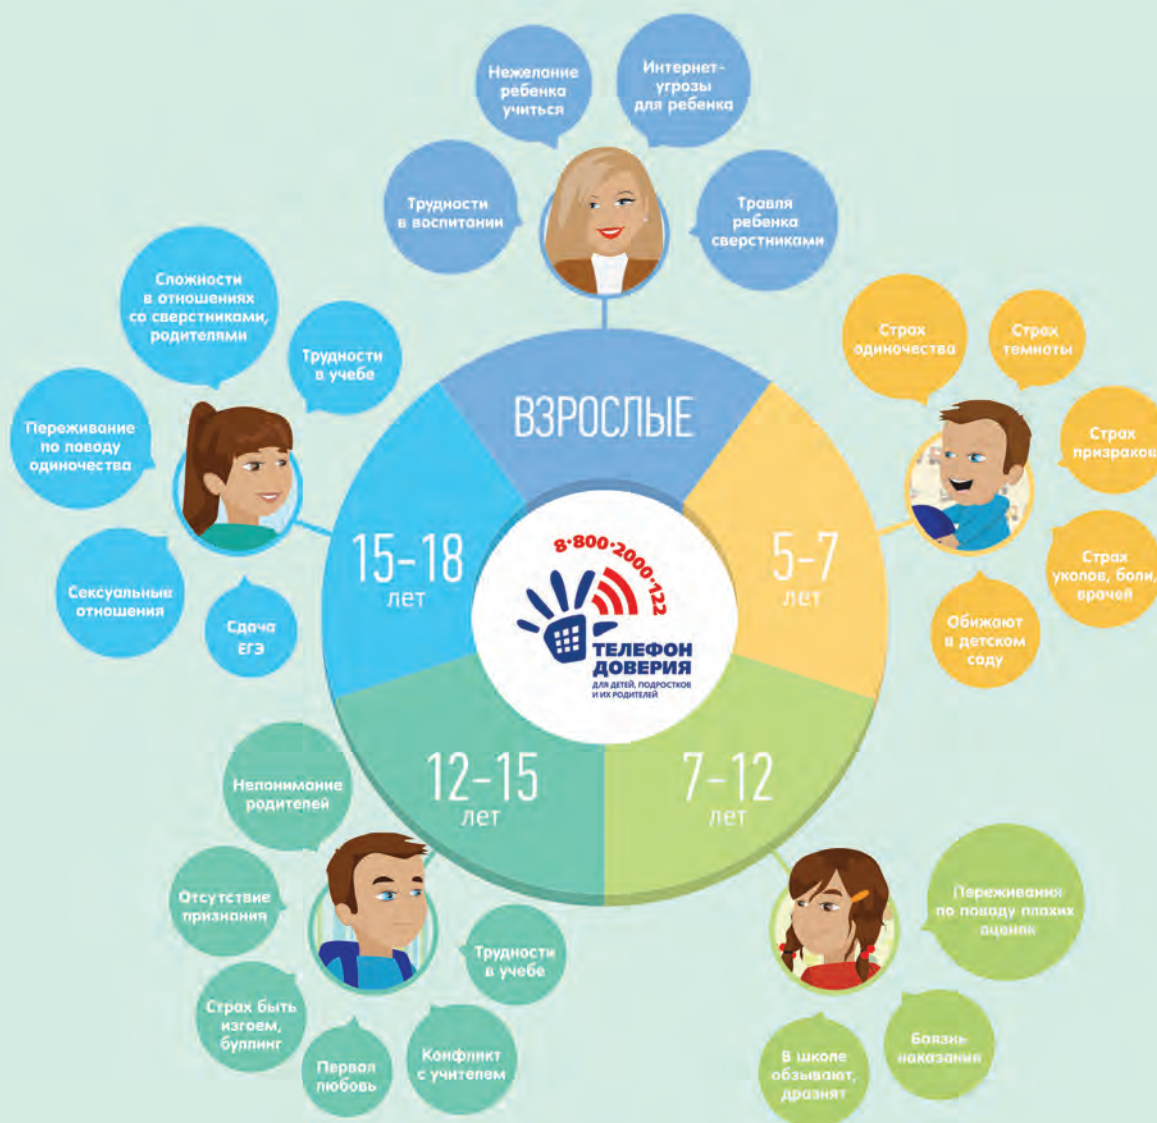 Нежелание
ребенка
учиться
Интернет-
угрозы
для ребенка
Трудности
в воспитании
Травля
ребенка
сверстниками
ВЗРОСЛЫЕ
Страх
одиночества
Страх
темноты
Страх
призраков
Страх
уколов, боли,
врачей
Обижают
в детском
саду
5–7
лет
Переживания
по поводу плохих
оценок
Боязнь
наказания
В школе
обзывают,
дразнят
7–12
лет
Непонимание
родителей
Отсутствие
признания
Страх быть
изгоем,
буллинг
Первая
любовь
Конфликт
с учителем
Трудности
в учебе
12–15
лет
Сложности
в отношениях
со сверстниками,
родителями
Трудности
в учебе
Переживание
по поводу
одиночества
Сексуальные
отношения
Сдача
ЕГЭ
15–18
лет
8·800·2000·122
ТЕЛЕФОН
ДОВЕРИЯ
ДЛЯ ДЕТЕЙ, ПОДРОСТКОВ
И ИХ РОДИТЕЛЕЙ